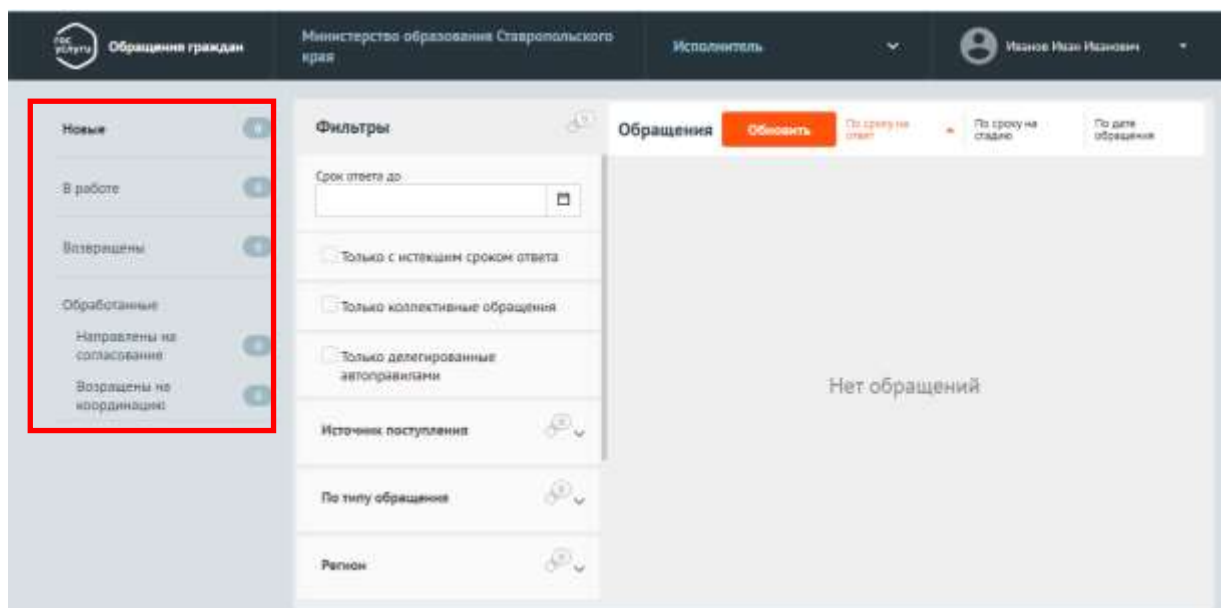 гос
услуги
Обращения граждан
Министерство образования Ставропольского
края
Исполнитель
Иванов Иван Иванович
Новые
В работе
Возвращены
Обработанные
Направлены на
согласование
Возращены на
координацию
Фильтры
Срок ответа до
Только с истекшим сроком ответа
Только коллективные обращения
Только делегированные
автоправилами
Источник поступления
По типу обращения
Регион
Обращения
Обновить
По сроку на
ответ
По сроку на
стадию
По дате
обращения
Нет обращений